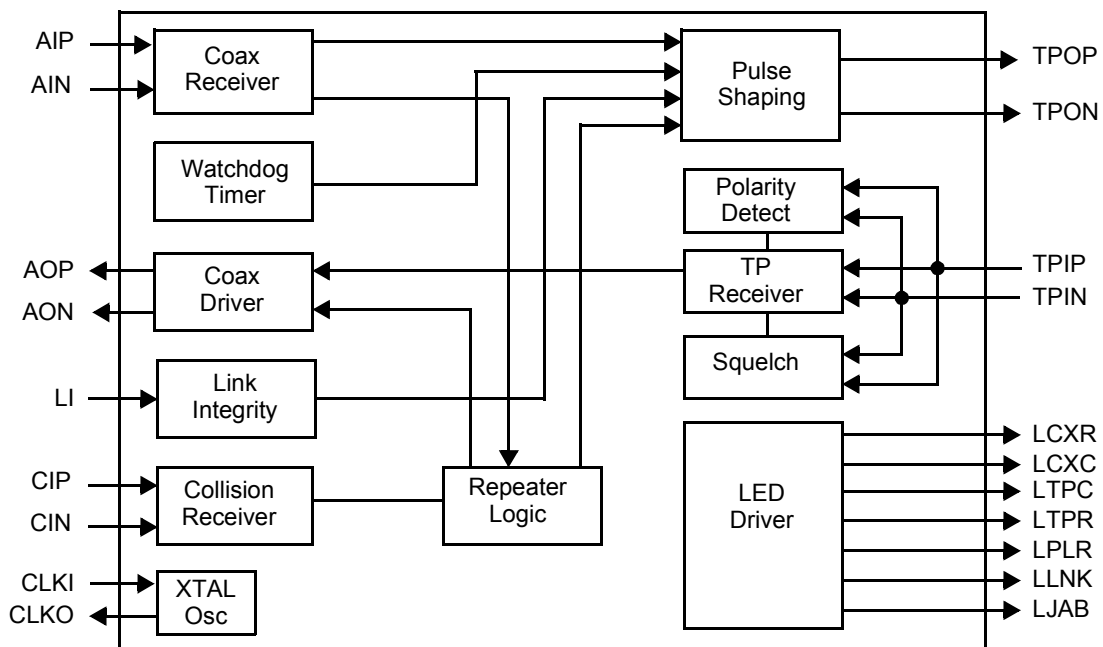 AIP
AIN
Coax
Receiver
Pulse
Shaping
TPOP
TPON
Watchdog
Timer
Polarity
Detect
AOP
AON
Coax
Driver
TP
Receiver
TPIP
TPIN
Squelch
LI
Link
Integrity
CIP
CIN
Collision
Receiver
Repeater
Logic
LED
Driver
LCXR
LCXC
LTPC
LTPR
LPLR
LLNK
LJAB
CLKI
CLKO
XTAL
Osc